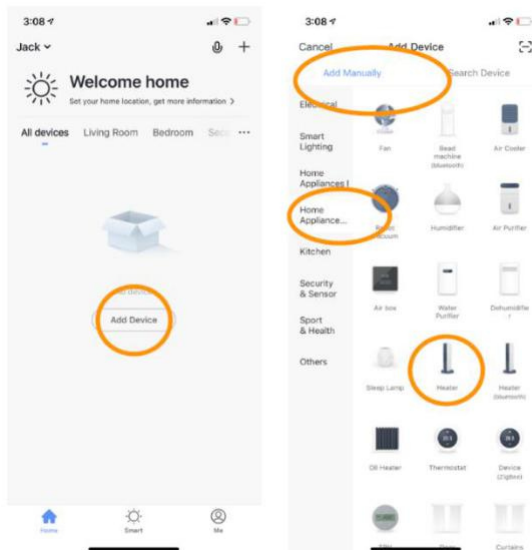 3:08
Jack
Welcome home
Set your home location, get more information >
All devices Living Room Bedroom
Add Device
Home Smart Me
3:08
Cancel Add Device
Add Manually Search Device
Electrical
Smart
Lighting
Home
Appliances
Home
Appliance...
Kitchen
Security
& Sensor
Sport
& Health
Others
Fan
Bead
machine
(bluetooth)
Air Cooler
Robot
Vacuum
Humidifier
Air Purifier
Air box
Water
Purifier
Dehumidifie
r
Sleep Lamp
Heater
Heater
(bluetooth)
Oil Heater
Thermostat
Device
(Zigbee)
Curtains